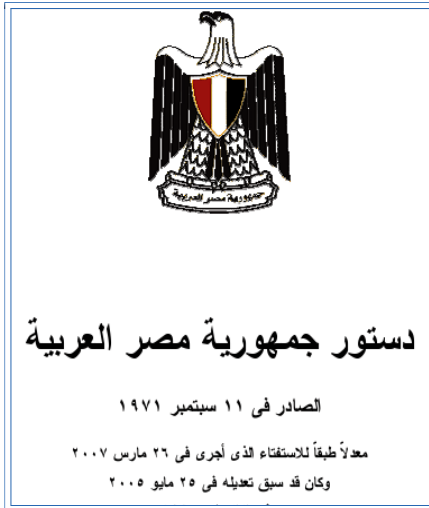 جمهورية مصر العربية
دستور جمهورية مصر العربية
الصادر فى ١١ سبتمبر ١٩٧١
معدلاً طبقاً للاستفتاء الذى أجرى فى ٢٦ مارس ٢٠٠٧
وكان قد سبق تعديله فى ٢٥ مايو ٢٠٠٥